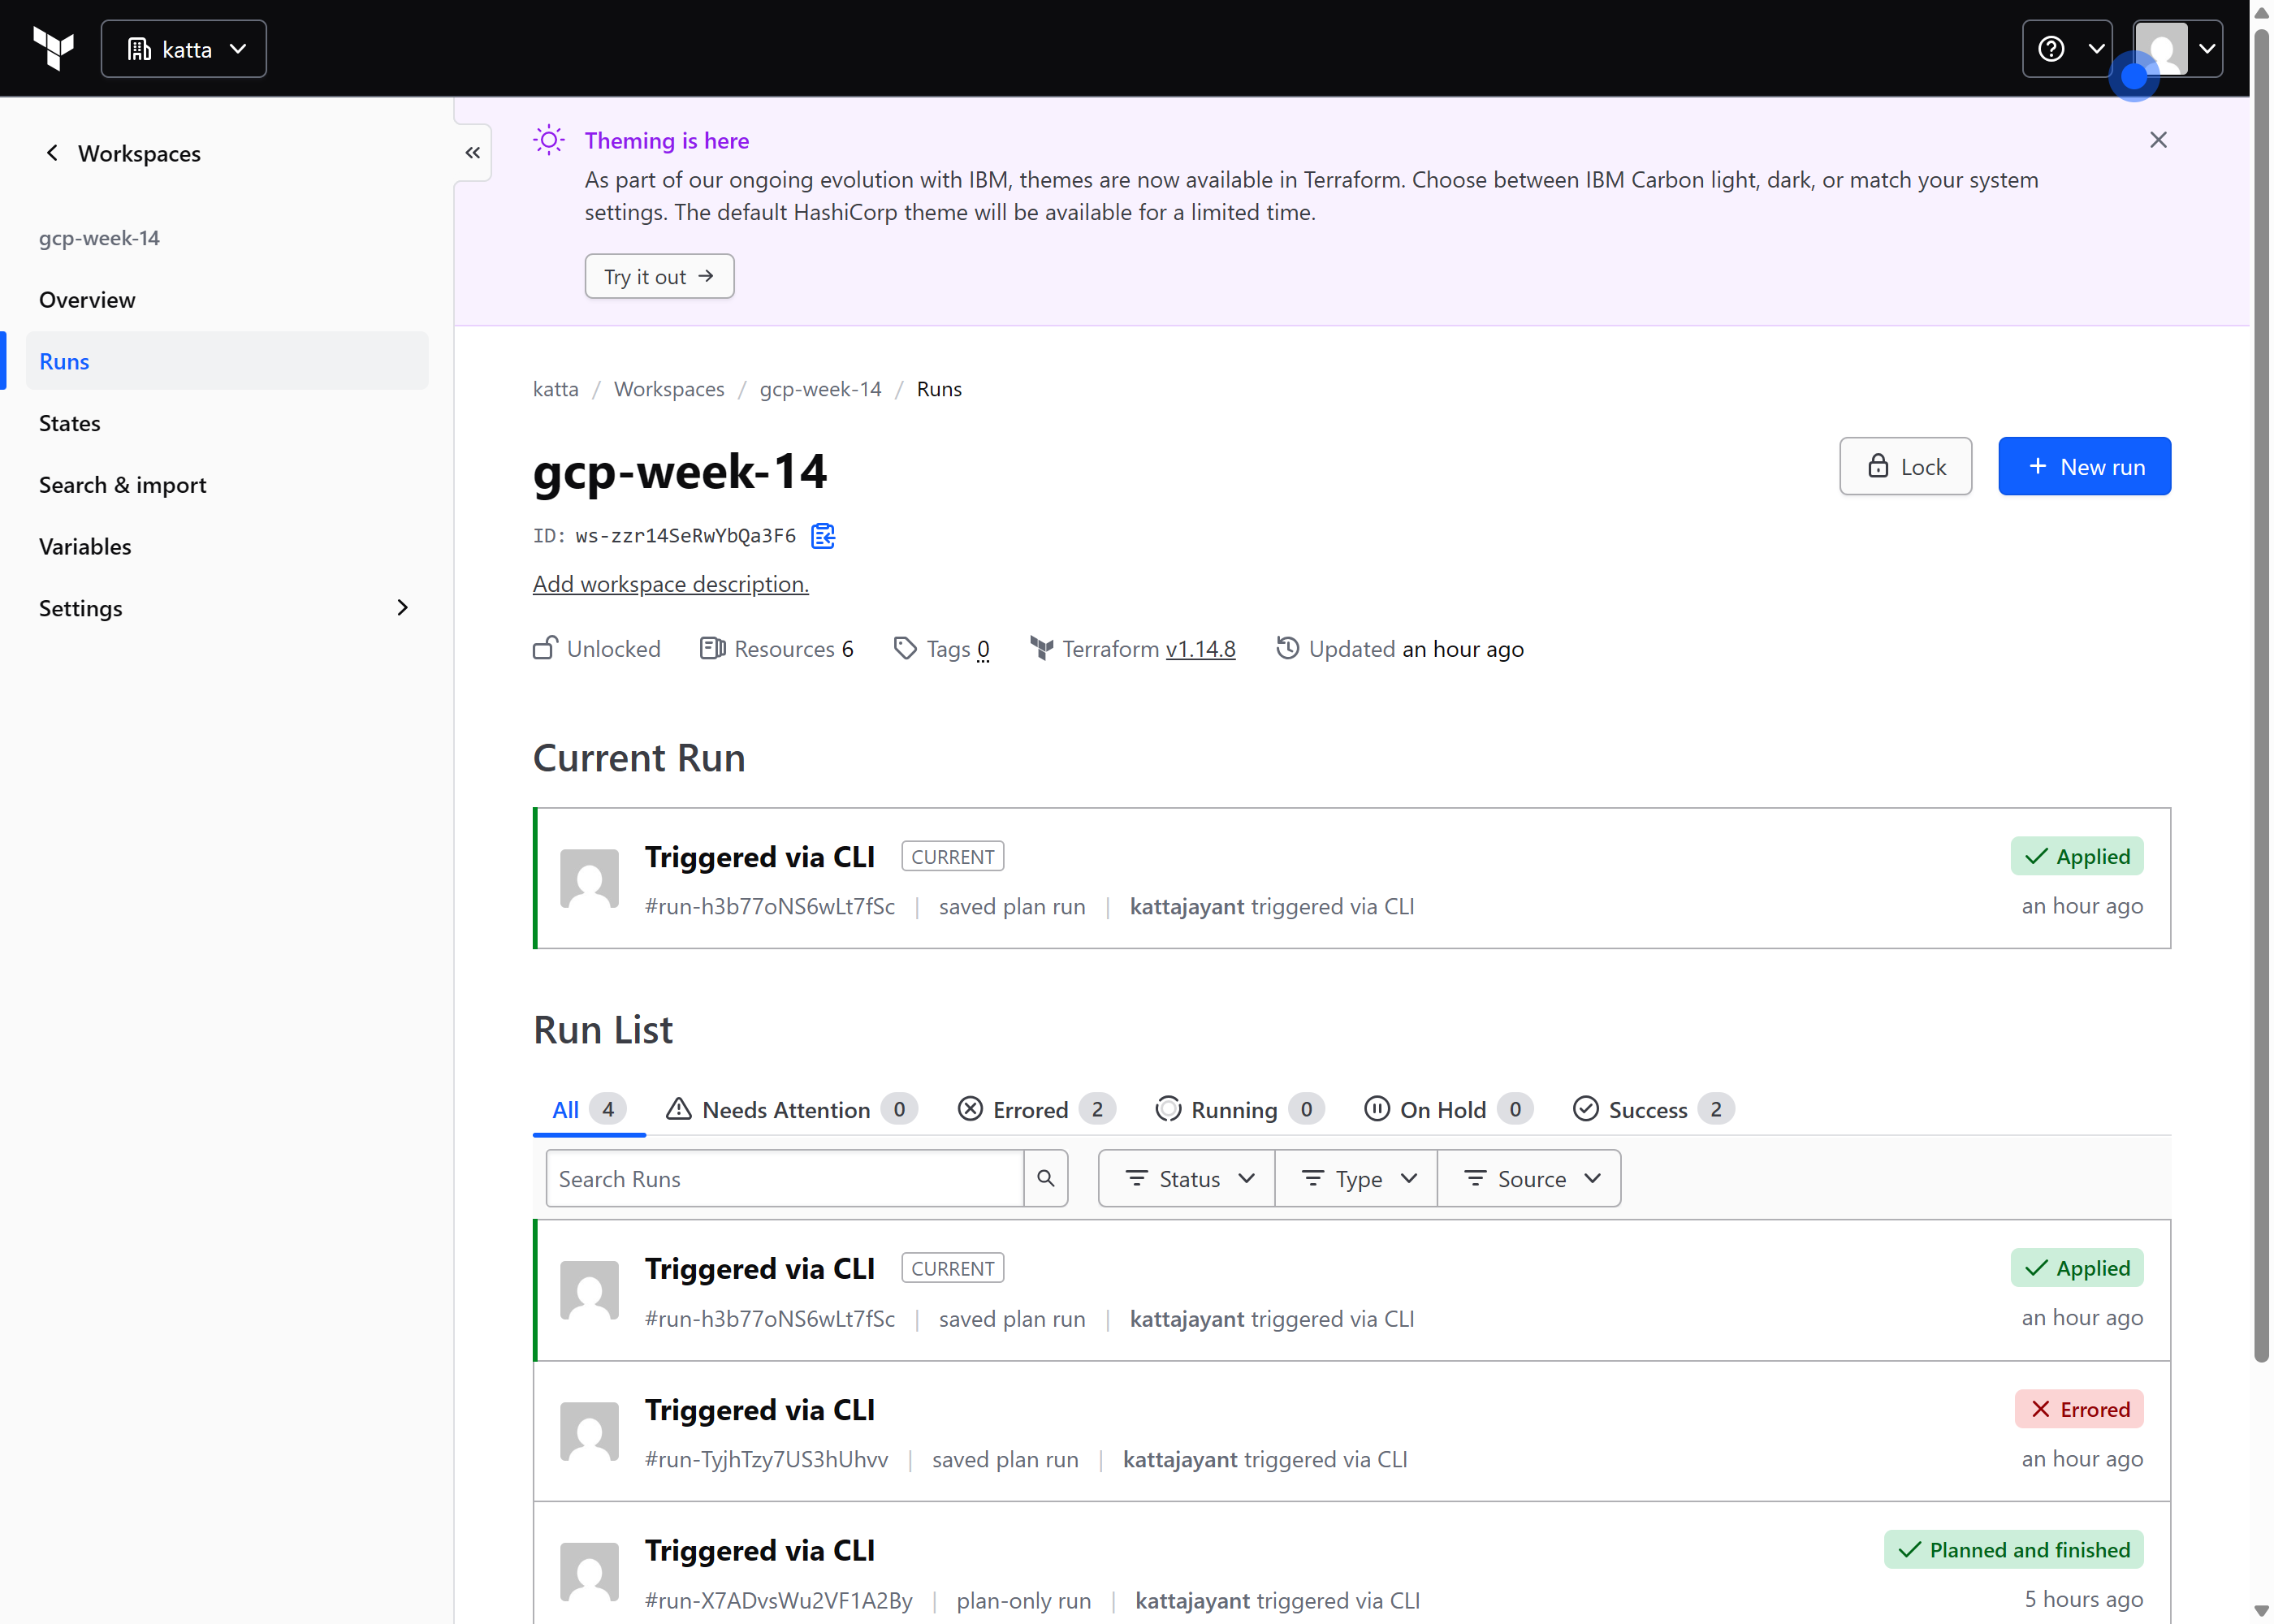 katta
Workspaces
gcp-week-14
Overview
Runs
States
Search & import
Variables
Settings
Theming is here
As part of our ongoing evolution with IBM, themes are now available in Terraform. Choose between IBM Carbon light, dark, or match your system
settings. The default HashiCorp theme will be available for a limited time.
Try it out
katta / Workspaces / gcp-week-14 / Runs
gcp-week-14
Lock
+ New run
ID: ws-zzr14SeRwYbQa3F6
Add workspace description.
Unlocked Resources 6 Tags 0 Terraform v1.14.8 Updated an hour ago
Current Run
Triggered via CLI CURRENT Applied
#run-h3b77oNS6wLt7fSc | saved plan run | kattajayant triggered via CLI an hour ago
Run List
All 4 Needs Attention 0 Errored 2 Running 0 On Hold 0 Success 2
Search Runs Status Type Source
Triggered via CLI CURRENT Applied
#run-h3b77oNS6wLt7fSc | saved plan run | kattajayant triggered via CLI an hour ago
Triggered via CLI Errored
#run-TyjhTzy7US3hUhvv | saved plan run | kattajayant triggered via CLI an hour ago
Triggered via CLI Planned and finished
#run-X7ADvsWu2VF1A2By | plan-only run | kattajayant triggered via CLI 5 hours ago